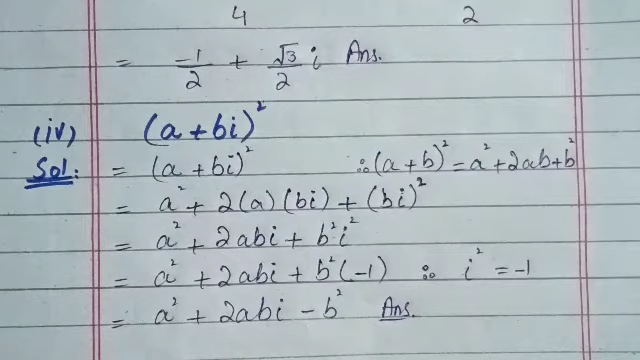 4 2
= -1/2 + √3/2 i Ans.
(iv) (a + bi)²
Sol: = (a + bi)² ∴ (a + b)² = a² + 2ab + b²
= a² + 2(a)(bi) + (bi)²
= a² + 2abi + b²i²
= a² + 2abi + b²(-1) ∴ i² = -1
= a² + 2abi - b² Ans.